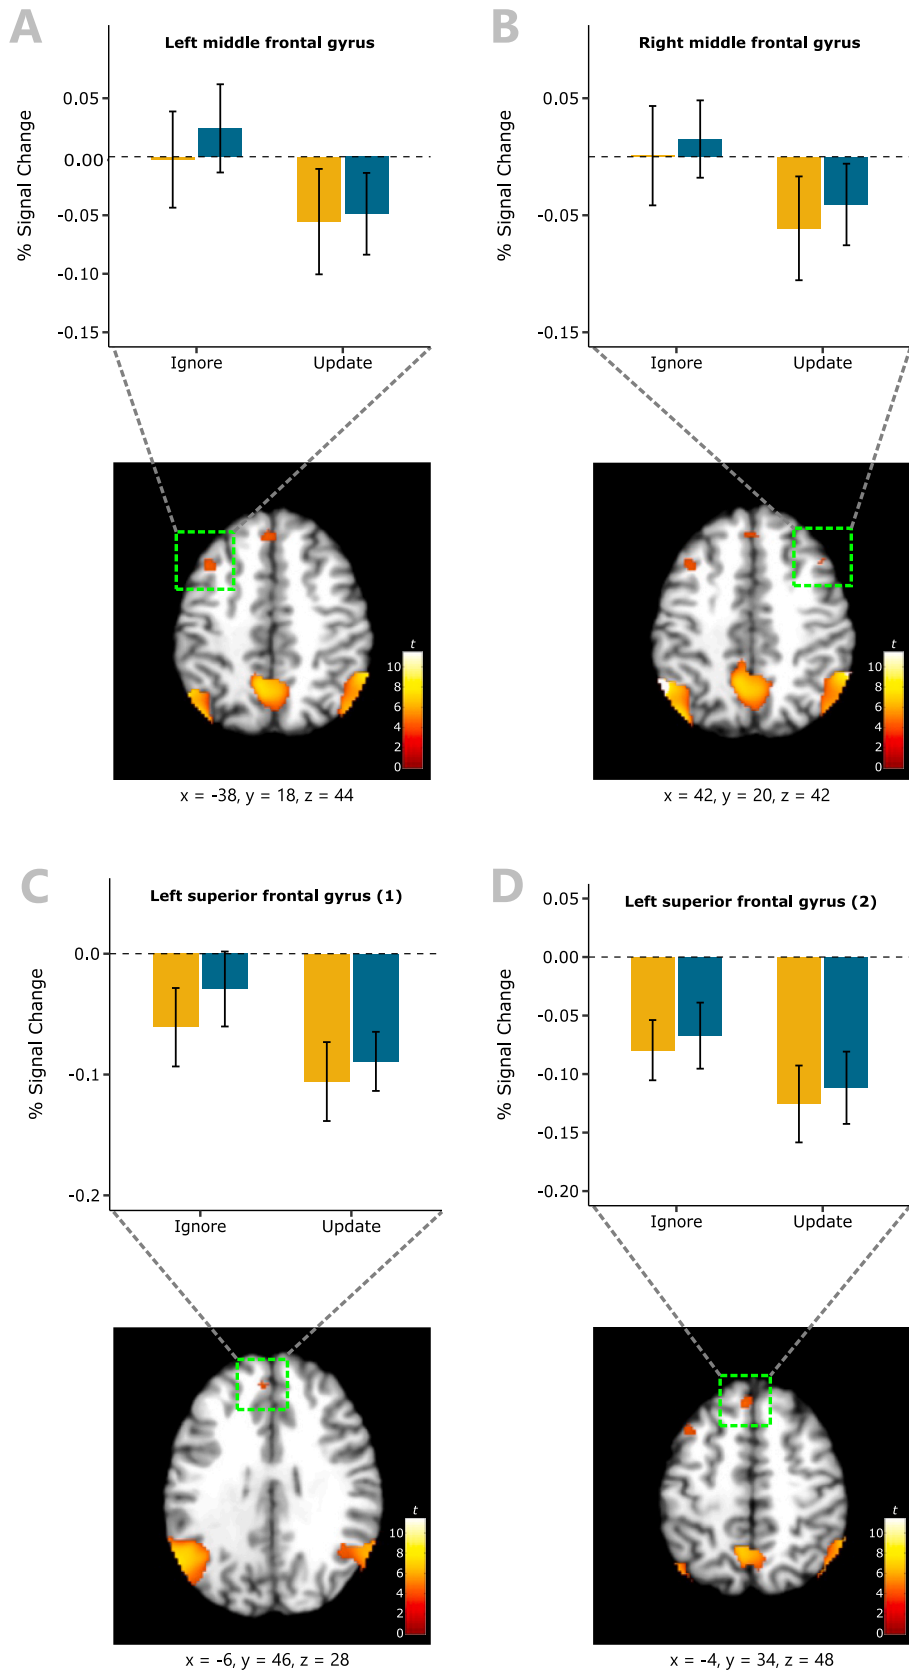 A
Left middle frontal gyrus
% Signal Change
0.05
0.00
-0.05
-0.10
-0.15
Ignore
Update
t
10
8
6
4
2
0
x = -38, y = 18, z = 44
B
Right middle frontal gyrus
% Signal Change
0.05
0.00
-0.05
-0.15
Ignore
Update
t
10
8
6
4
2
0
x = 42, y = 20, z = 42
C
Left superior frontal gyrus (1)
% Signal Change
0.0
-0.1
-0.2
Ignore
Update
t
10
8
6
4
2
0
x = -6, y = 46, z = 28
D
Left superior frontal gyrus (2)
% Signal Change
0.05
0.00
-0.05
-0.10
-0.15
-0.20
Ignore
Update
t
10
8
6
4
2
0
x = -4, y = 34, z = 48